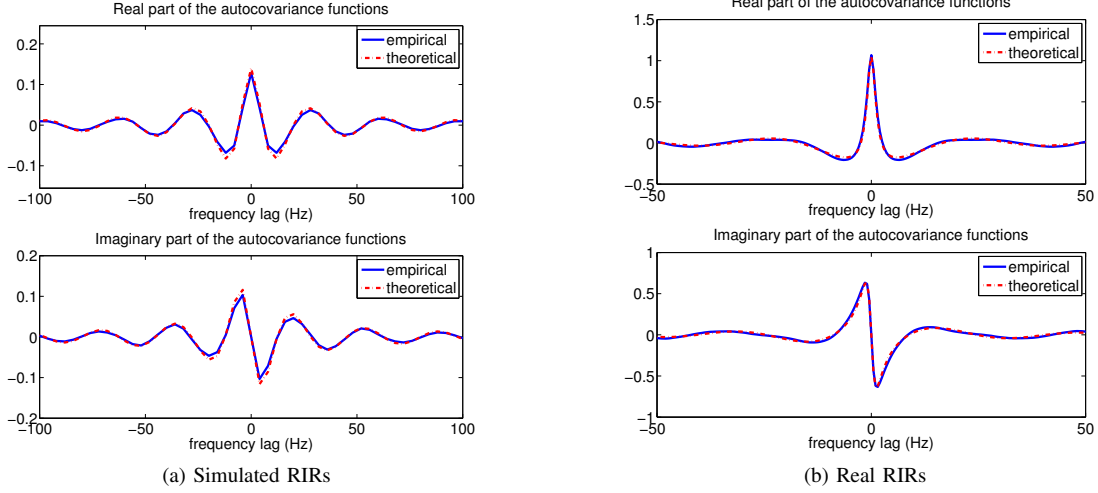 Real part of the autocovariance functions
0.2
0.1
0
−0.1
empirical
theoretical
−100
−50
0
50
100
frequency lag (Hz)
Imaginary part of the autocovariance functions
0.2
0.1
0
−0.1
−0.2
empirical
theoretical
−100
−50
0
50
100
frequency lag (Hz)
(a) Simulated RIRs
Real part of the autocovariance functions
1.5
1
0.5
0
−0.5
empirical
theoretical
−50
0
50
frequency lag (Hz)
Imaginary part of the autocovariance functions
1
0.5
0
−0.5
−1
empirical
theoretical
−50
0
50
frequency lag (Hz)
(b) Real RIRs